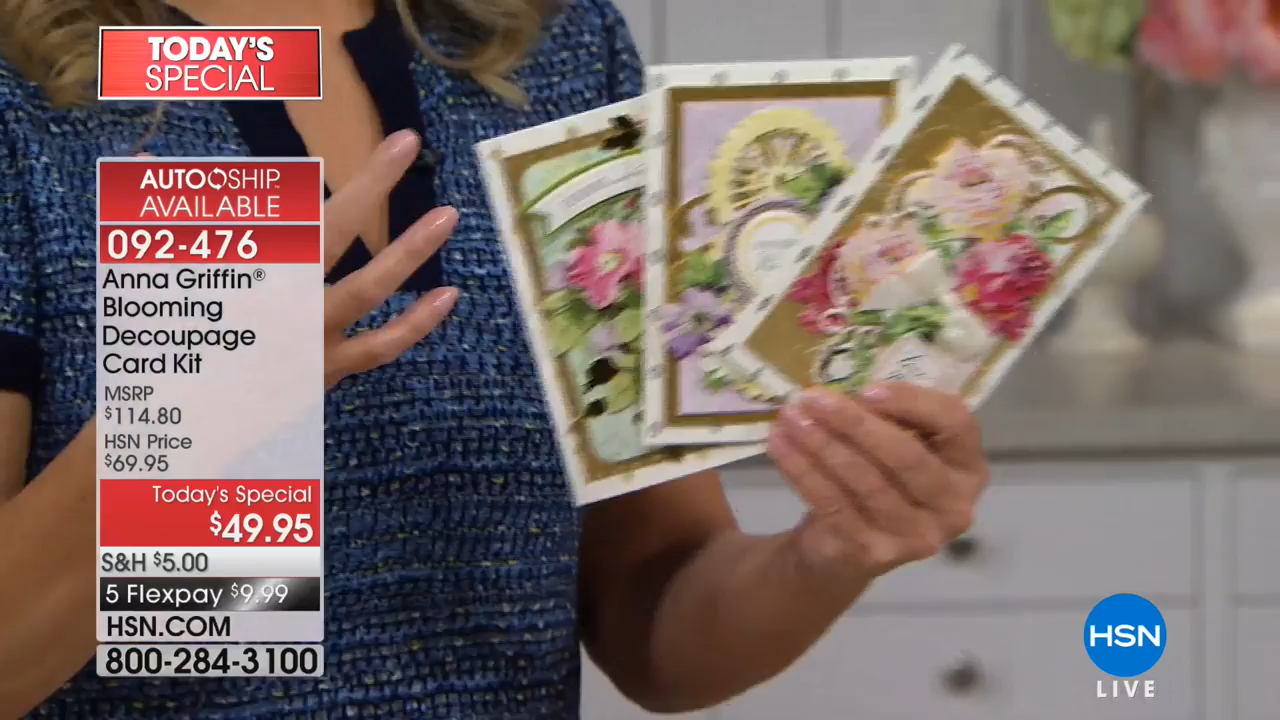 TODAY'S
SPECIAL
AUTOSHIP™
AVAILABLE
092-476
Anna Griffin®
Blooming
Decoupage
Card Kit
MSRP
$114.80
HSN Price
$69.95
Today's Special
$49.95
S&H $5.00
5 Flexpay $9.99
HSN.COM
800-284-3100
HSN
LIVE